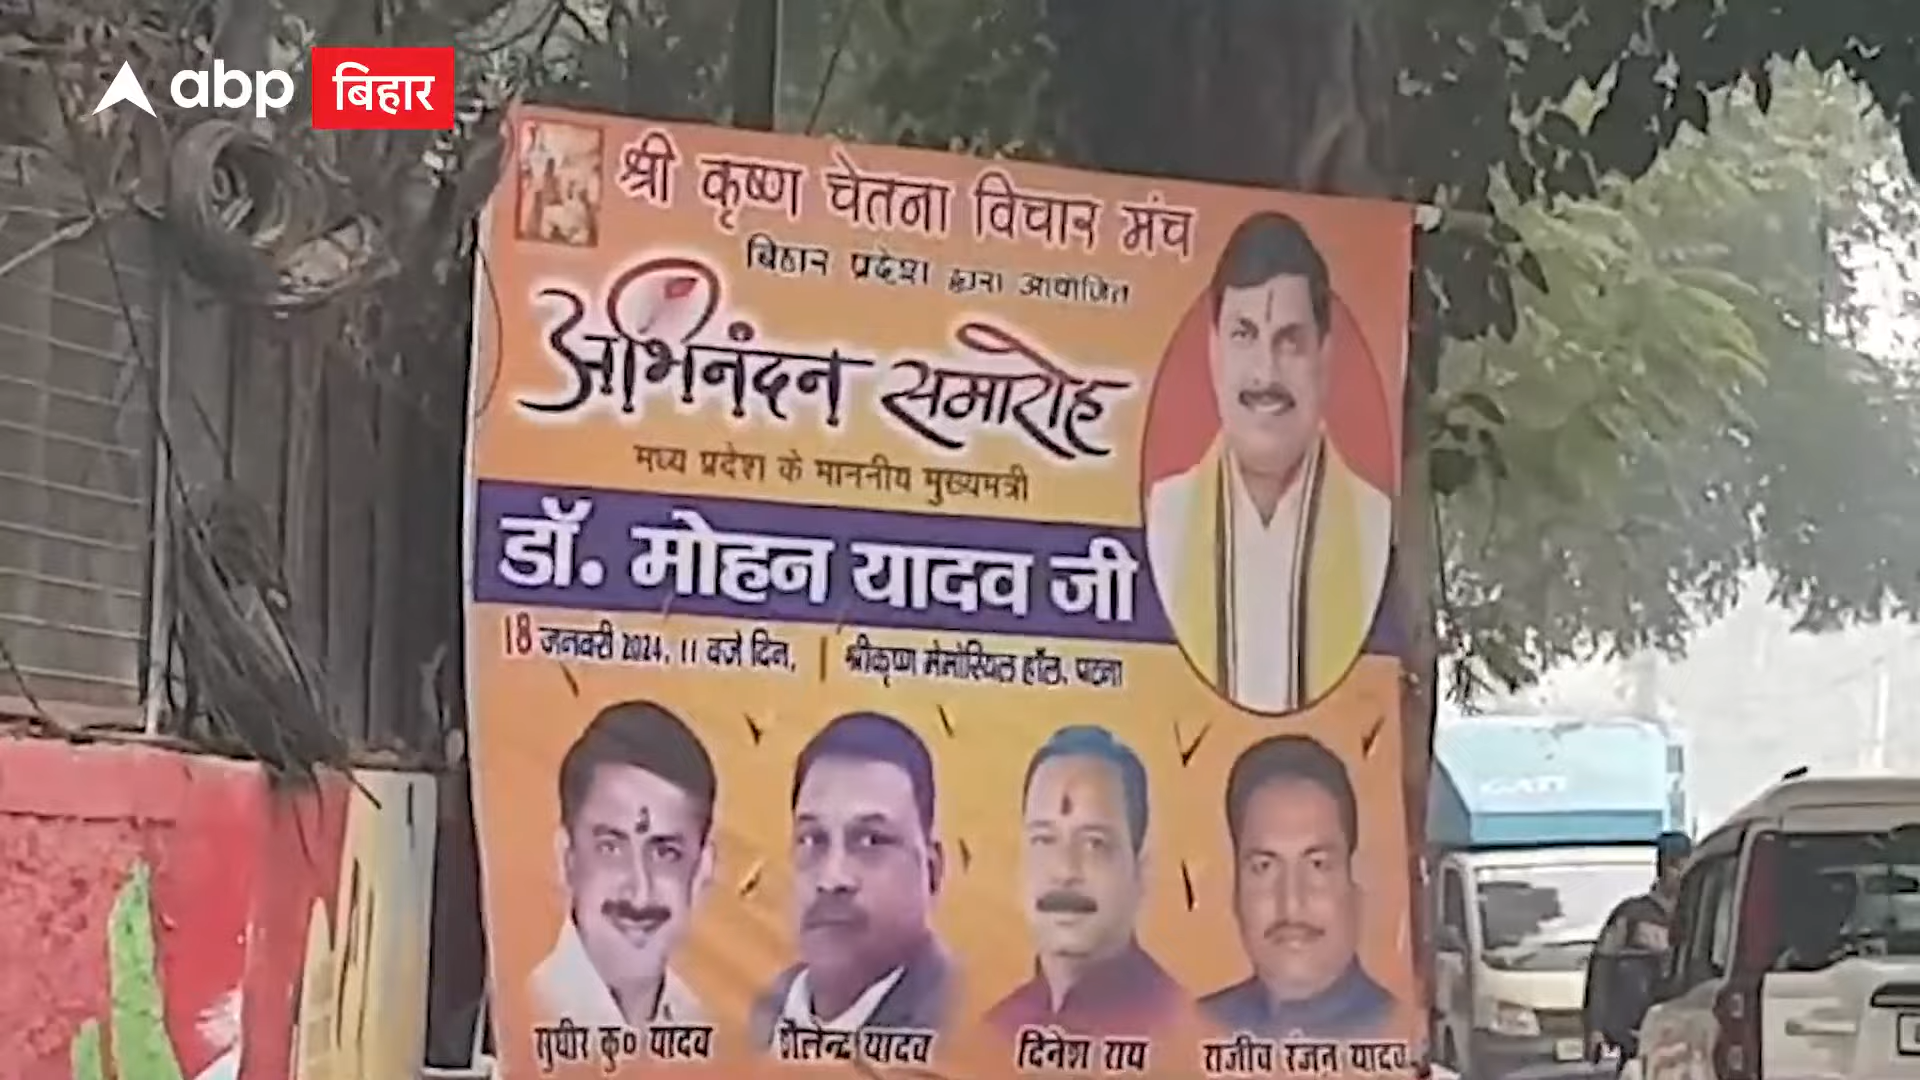 abp बिहार
श्री कृष्ण चेतना विचार मंच
बिहार प्रदेश द्वारा आयोजित
अभिनंदन समारोह
मध्य प्रदेश के माननीय मुख्यमंत्री
डॉ. मोहन यादव जी
18 जनवरी 2024, 11 बजे दिन, | श्रीकृष्ण मेमोरियल हॉल, पटना
सुधीर कु० यादव
शैलेन्द्र यादव
दिनेश राय
राजीव रंजन यादव
GATI